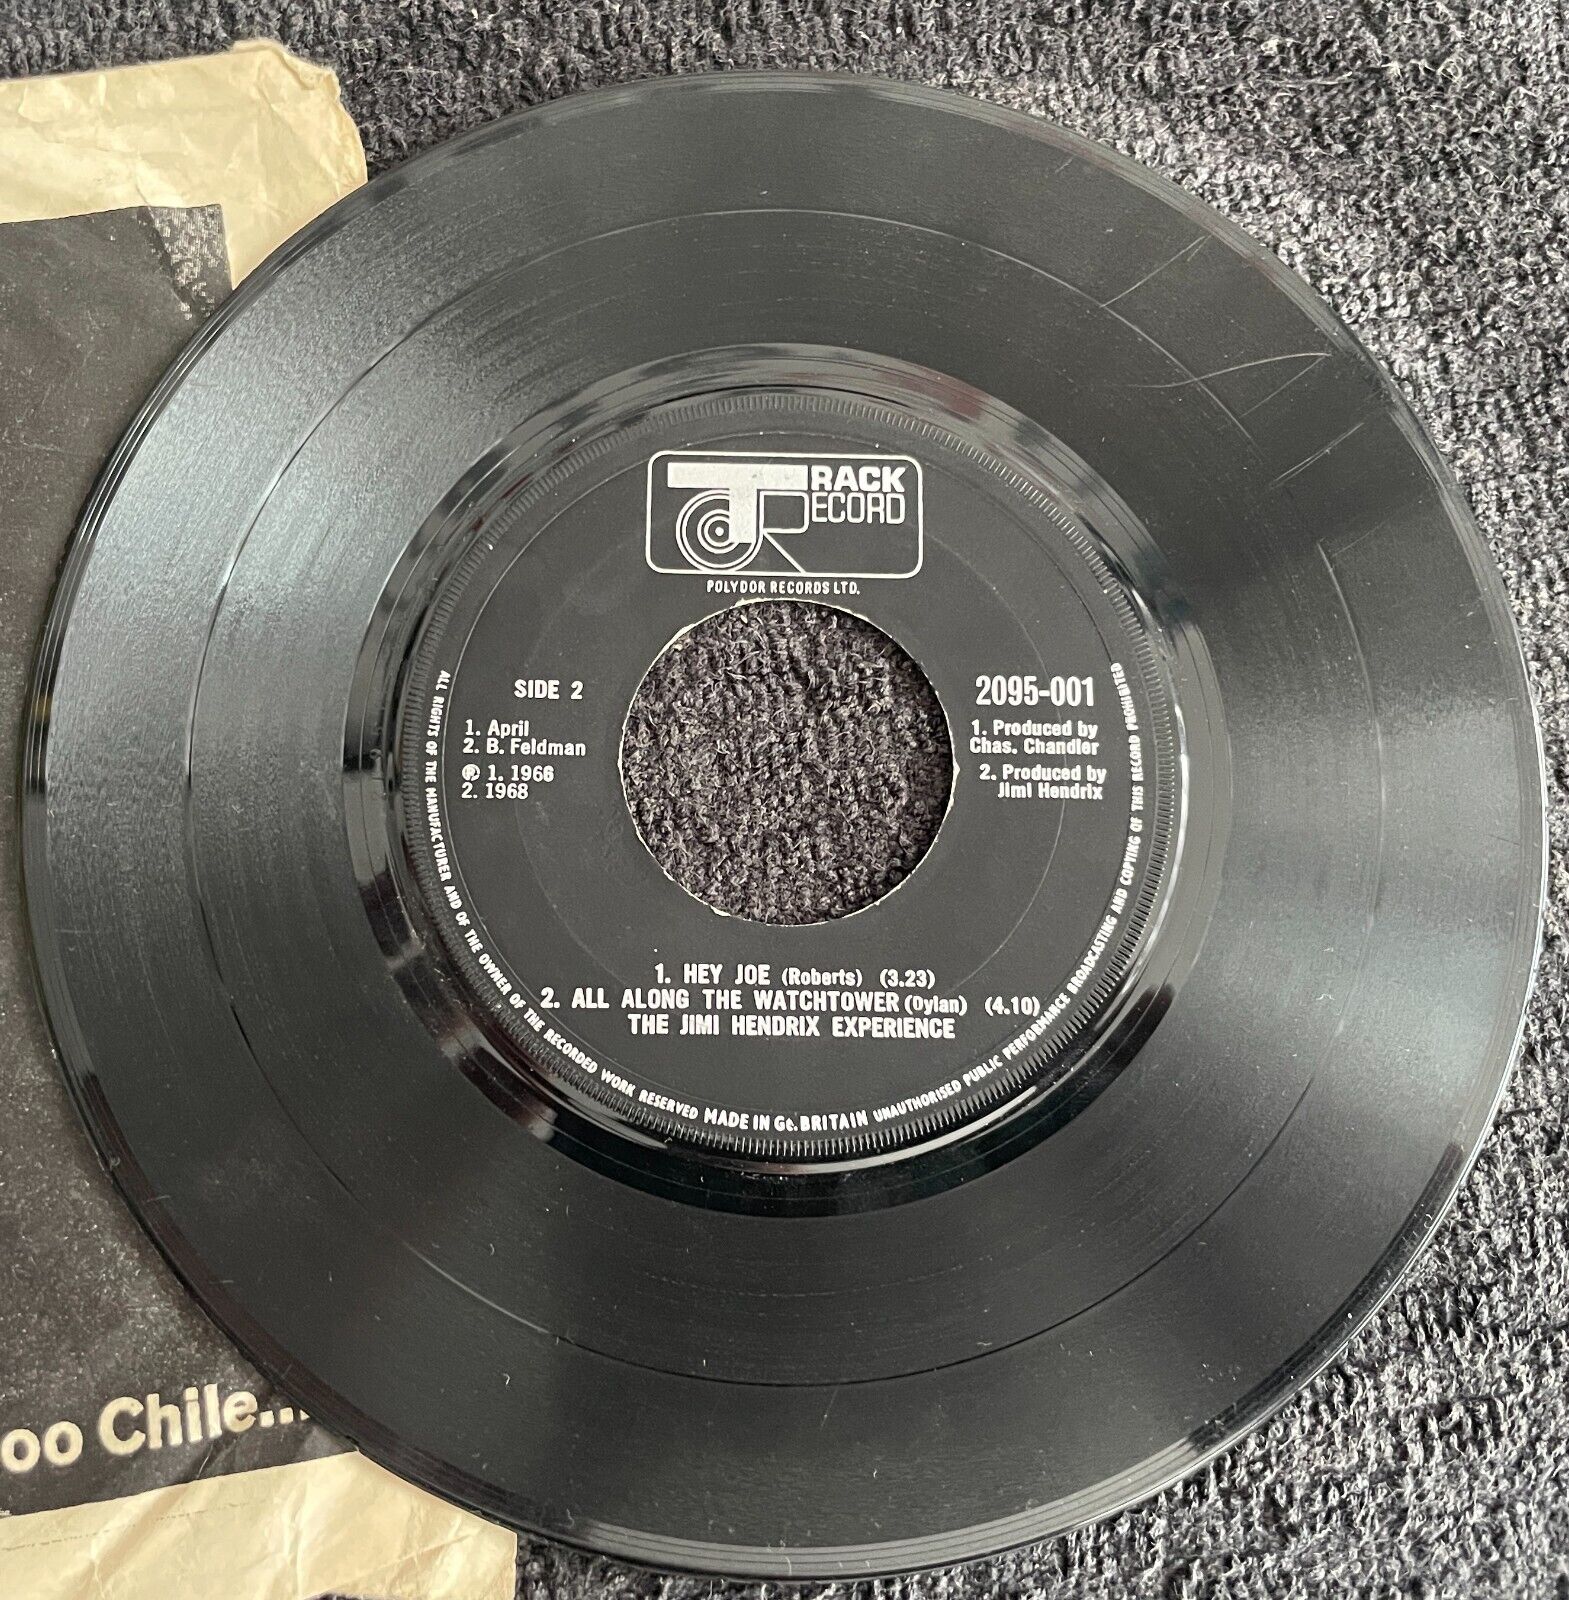 TRACK
RECORD
POLYDOR RECORDS LTD.
SIDE 2
1. April
2. B. Feldman
℗ 1. 1966
2. 1968
2095-001
1. Produced by
Chas. Chandler
2. Produced by
Jimi Hendrix
1. HEY JOE (Roberts) (3.23)
2. ALL ALONG THE WATCHTOWER (Dylan) (4.10)
THE JIMI HENDRIX EXPERIENCE
ALL RIGHTS OF THE MANUFACTURER AND OF THE OWNER OF THE RECORDED WORK RESERVED MADE IN Gt. BRITAIN UNAUTHORISED PUBLIC PERFORMANCE BROADCASTING AND COPYING OF THIS RECORD PROHIBITED
oo Chile...